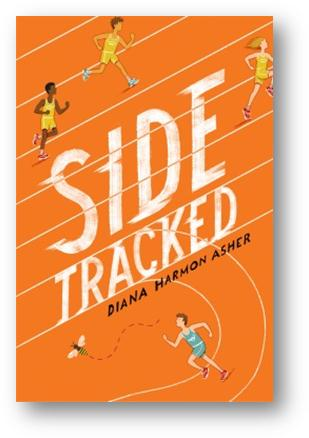 SIDE
TRACKED
DIANA HARMON ASHER